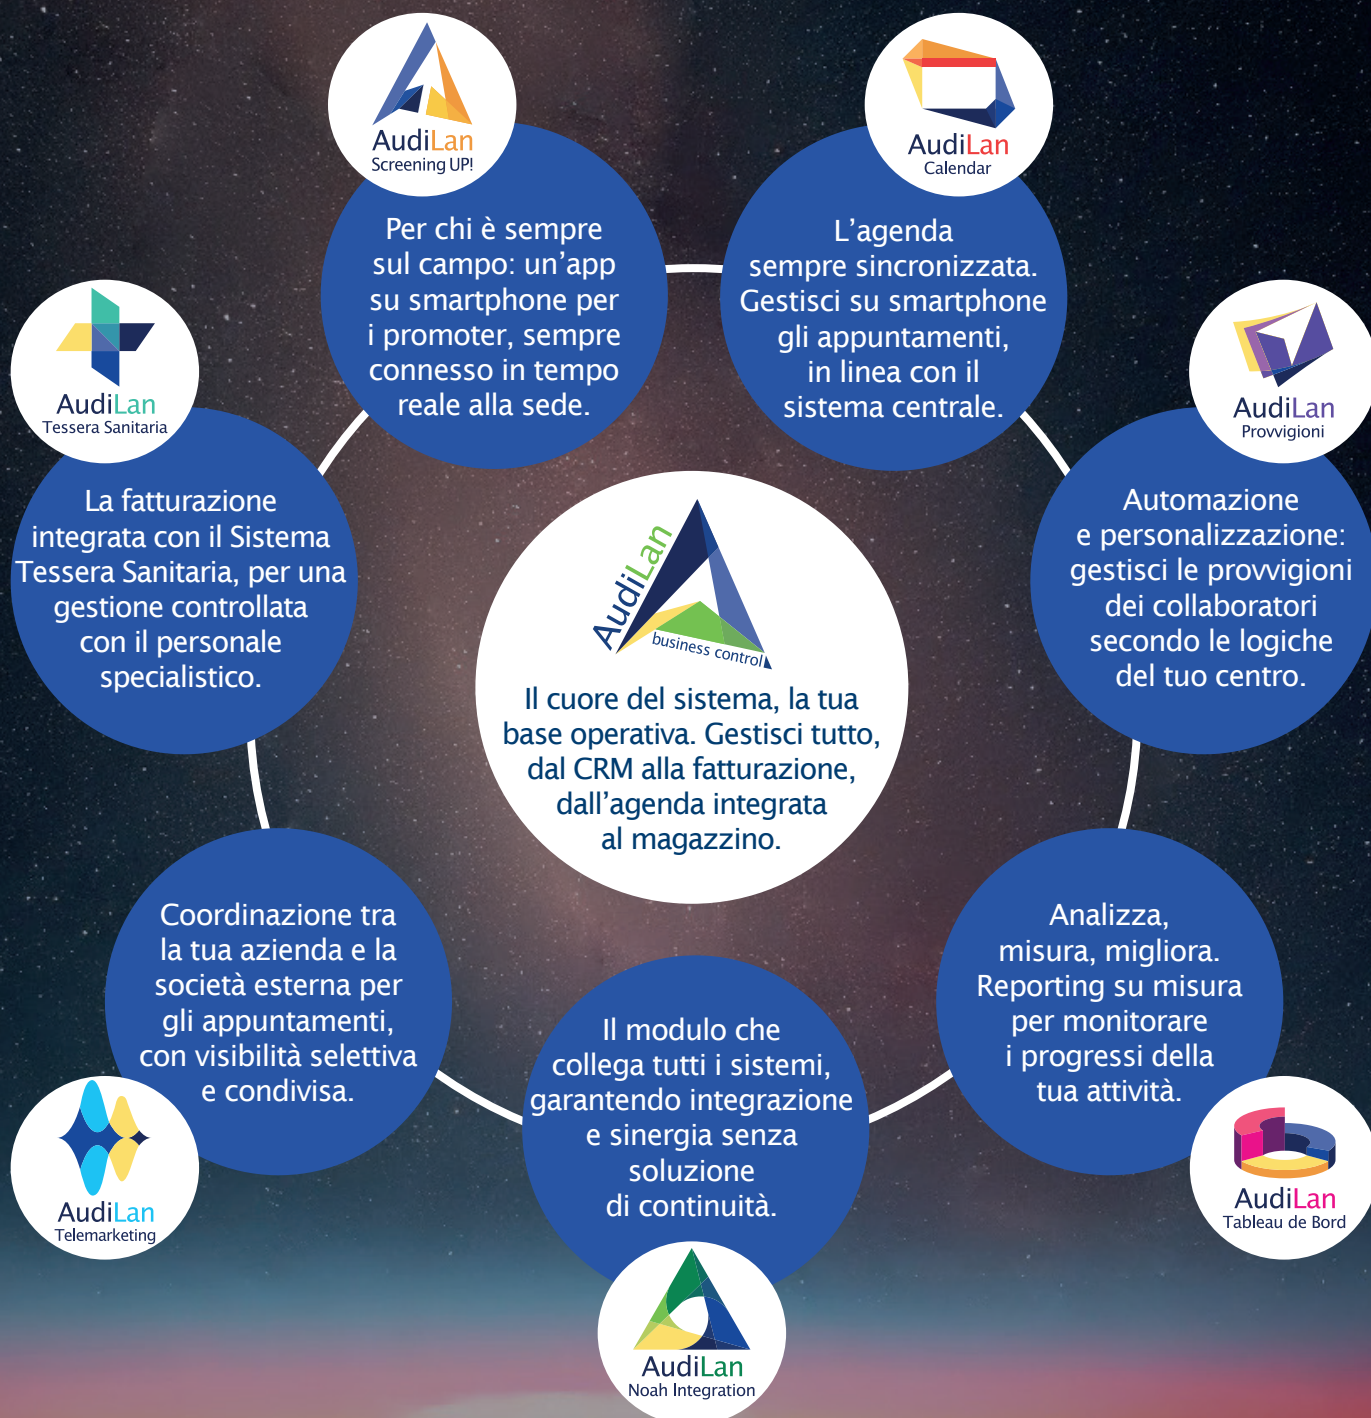 AudiLan
Screening UP!
Per chi è sempre
sul campo: un'app
su smartphone per
i promoter, sempre
connesso in tempo
reale alla sede.
AudiLan
Calendar
L'agenda
sempre sincronizzata.
Gestisci su smartphone
gli appuntamenti,
in linea con il
sistema centrale.
AudiLan
Tessera Sanitaria
La fatturazione
integrata con il Sistema
Tessera Sanitaria, per una
gestione controllata
con il personale
specialistico.
AudiLan
Provvigioni
Automazione
e personalizzazione:
gestisci le provvigioni
dei collaboratori
secondo le logiche
del tuo centro.
AudiLan
business control
Il cuore del sistema, la tua
base operativa. Gestisci tutto,
dal CRM alla fatturazione,
dall'agenda integrata
al magazzino.
Coordinazione tra
la tua azienda e la
società esterna per
gli appuntamenti,
con visibilità selettiva
e condivisa.
AudiLan
Telemarketing
Il modulo che
collega tutti i sistemi,
garantendo integrazione
e sinergia senza
soluzione
di continuità.
AudiLan
Noah Integration
Analizza,
misura, migliora.
Reporting su misura
per monitorare
i progressi della
tua attività.
AudiLan
Tableau de Bord